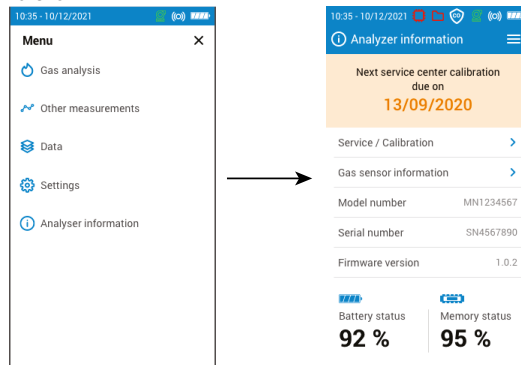 10:35 - 10/12/2021
Menu
Gas analysis
Other measurements
Data
Settings
Analyser information
10:35 - 10/12/2021 CO
Analyzer information
Next service center calibration
due on
13/09/2020
Service / Calibration
Gas sensor information
Model number MN1234567
Serial number SN4567890
Firmware version 1.0.2
Battery status Memory status
92 % 95 %